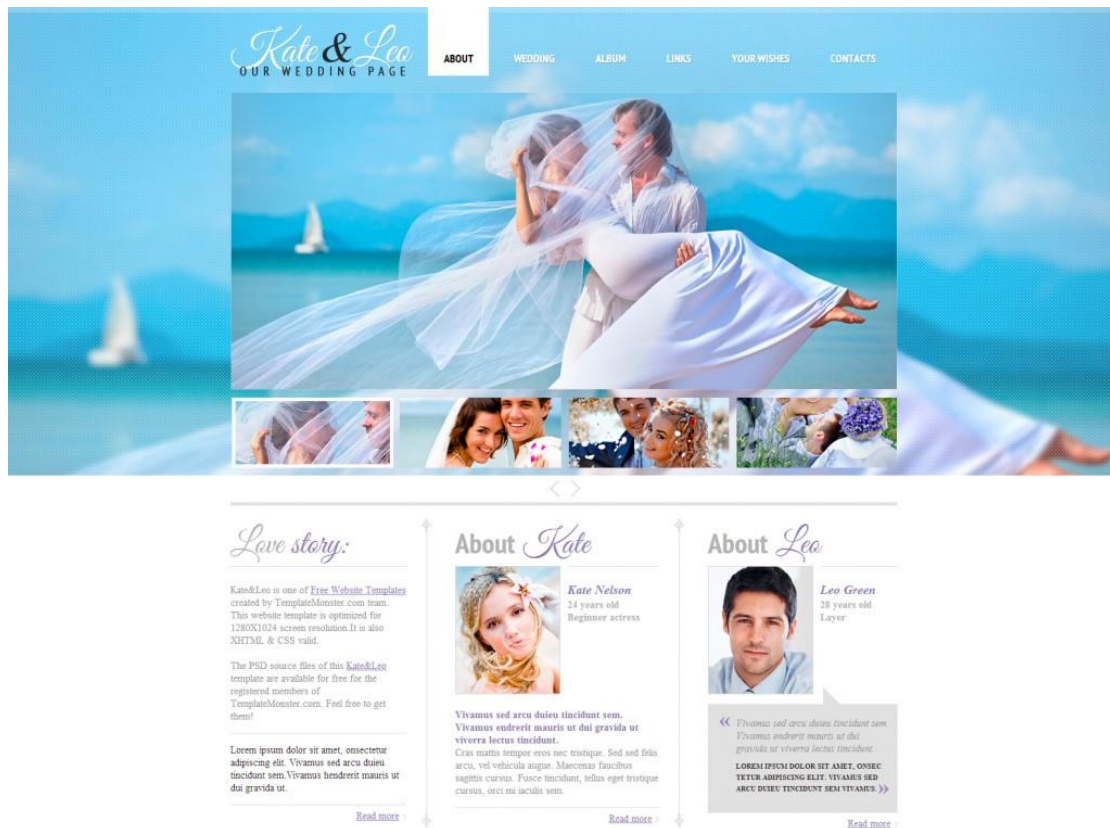 Kate & Leo
OUR WEDDING PAGE
ABOUT
WEDDING
ALBUM
LINKS
YOUR WISHES
CONTACTS
Love story:
Kate&Leo is one of Free Website Templates
created by TemplateMonster.com team.
This website template is optimized for
1280X1024 screen resolution.It is also
XHTML & CSS valid.
The PSD source files of this Kate&Leo
template are available for free for the
registered members of
TemplateMonster.com. Feel free to get
them!
Lorem ipsum dolor sit amet, onsectetur
adipiscing elit. Vivamus sed arcu duieu
tincidunt sem.Vivamus hendrerit mauris ut
dui gravida ut.
Read more
About Kate
Kate Nelson
24 years old
Beginner actress
Vivamus sed arcu duieu tincidunt sem.
Vivamus endrerit mauris ut dui gravida ut
viverra lectus tincidunt.
Cras mattis tempor eros nec tristique. Sed sed felis
arcu, vel vehicula augue. Maecenas faucibus
sagittis cursus. Fusce tincidunt, tellus eget tristique
cursus, orci mi iaculis sem.
Read more
About Leo
Leo Green
28 years old
Layer
« Vivamus sed arcu duieu tincidunt sem
Vivamus endrerit mauris ut dui
gravida ut viverra lectus tincidunt
LOREM IPSUM DOLOR SIT AMET, ONSEC
TETUR ADIPISCING ELIT. VIVAMUS SED
ARCU DUIEU TINCIDUNT SEM VIVAMUS. »
Read more